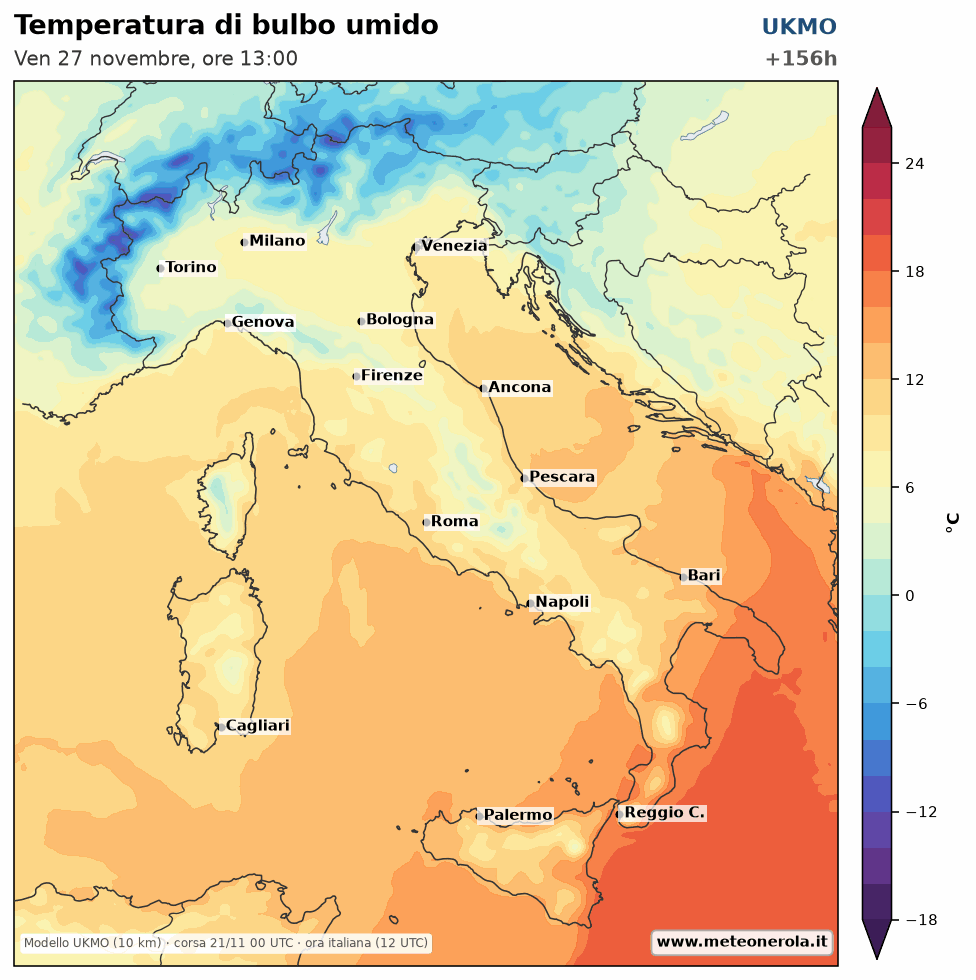 Temperatura di bulbo umido
UKMO
Ven 27 novembre, ore 13:00
+156h
Milano
Venezia
Torino
Genova
Bologna
Firenze
Ancona
Pescara
Roma
Bari
Napoli
Cagliari
Palermo
Reggio C.
24
18
12
6
0
−6
−12
−18
°C
Modello UKMO (10 km) · corsa 21/11 00 UTC · ora italiana (12 UTC)
www.meteonerola.it